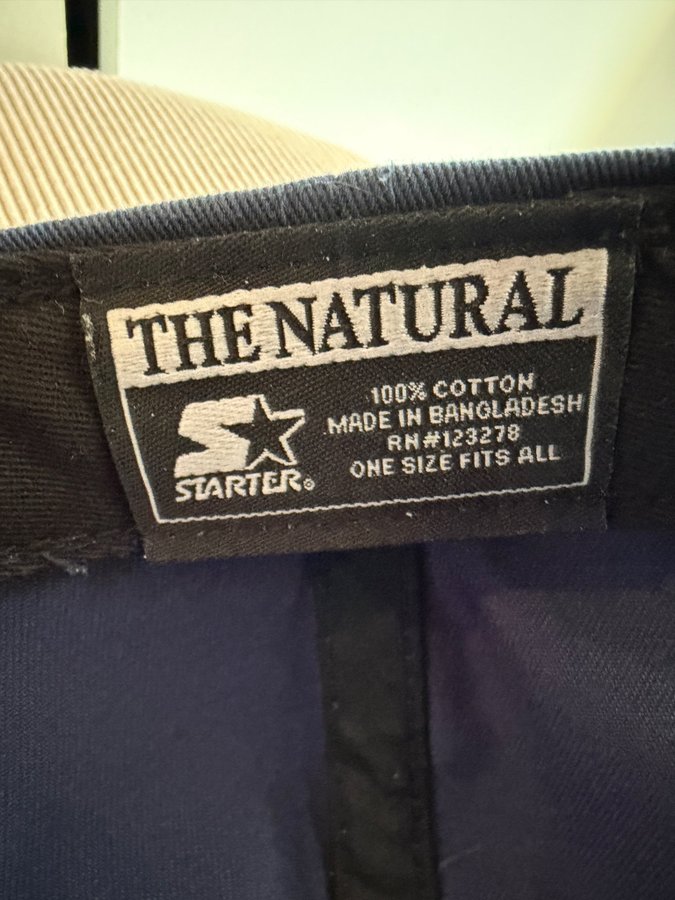 THE NATURAL
100% COTTON
MADE IN BANGLADESH
RN#123278
ONE SIZE FITS ALL
STARTER®